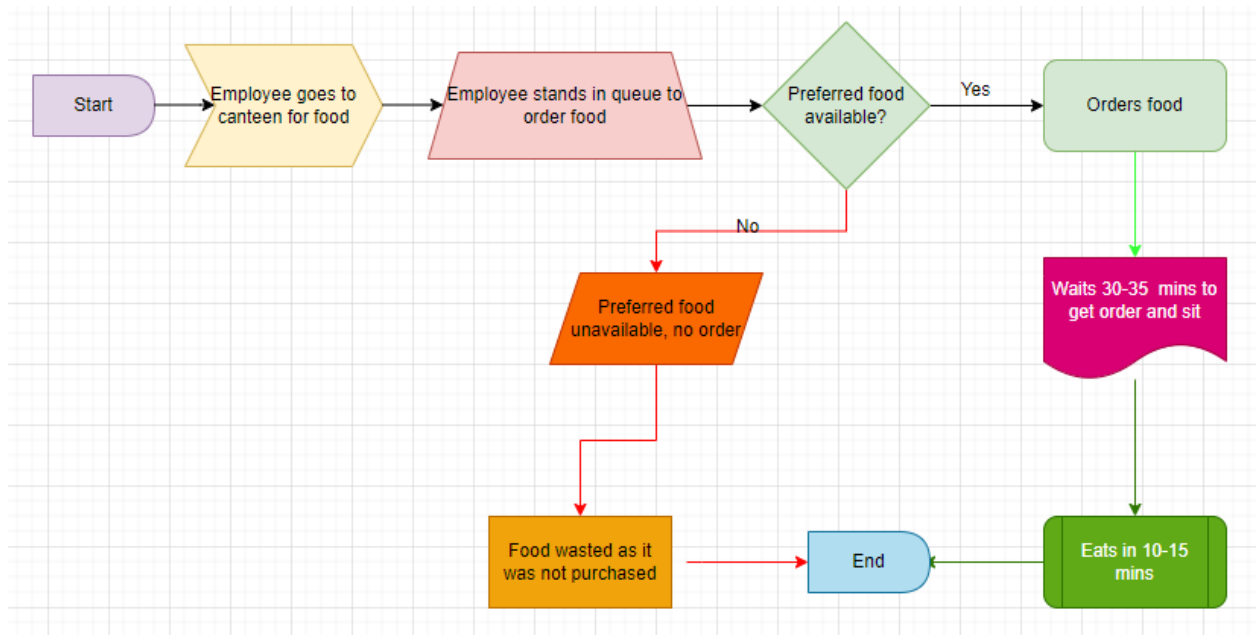 Start
Employee goes to
canteen for food
Employee stands in queue to
order food
Preferred food
available?
Yes
Orders food
No
Preferred food
unavailable, no order
Waits 30-35 mins to
get order and sit
Food wasted as it
was not purchased
End
Eats in 10-15
mins